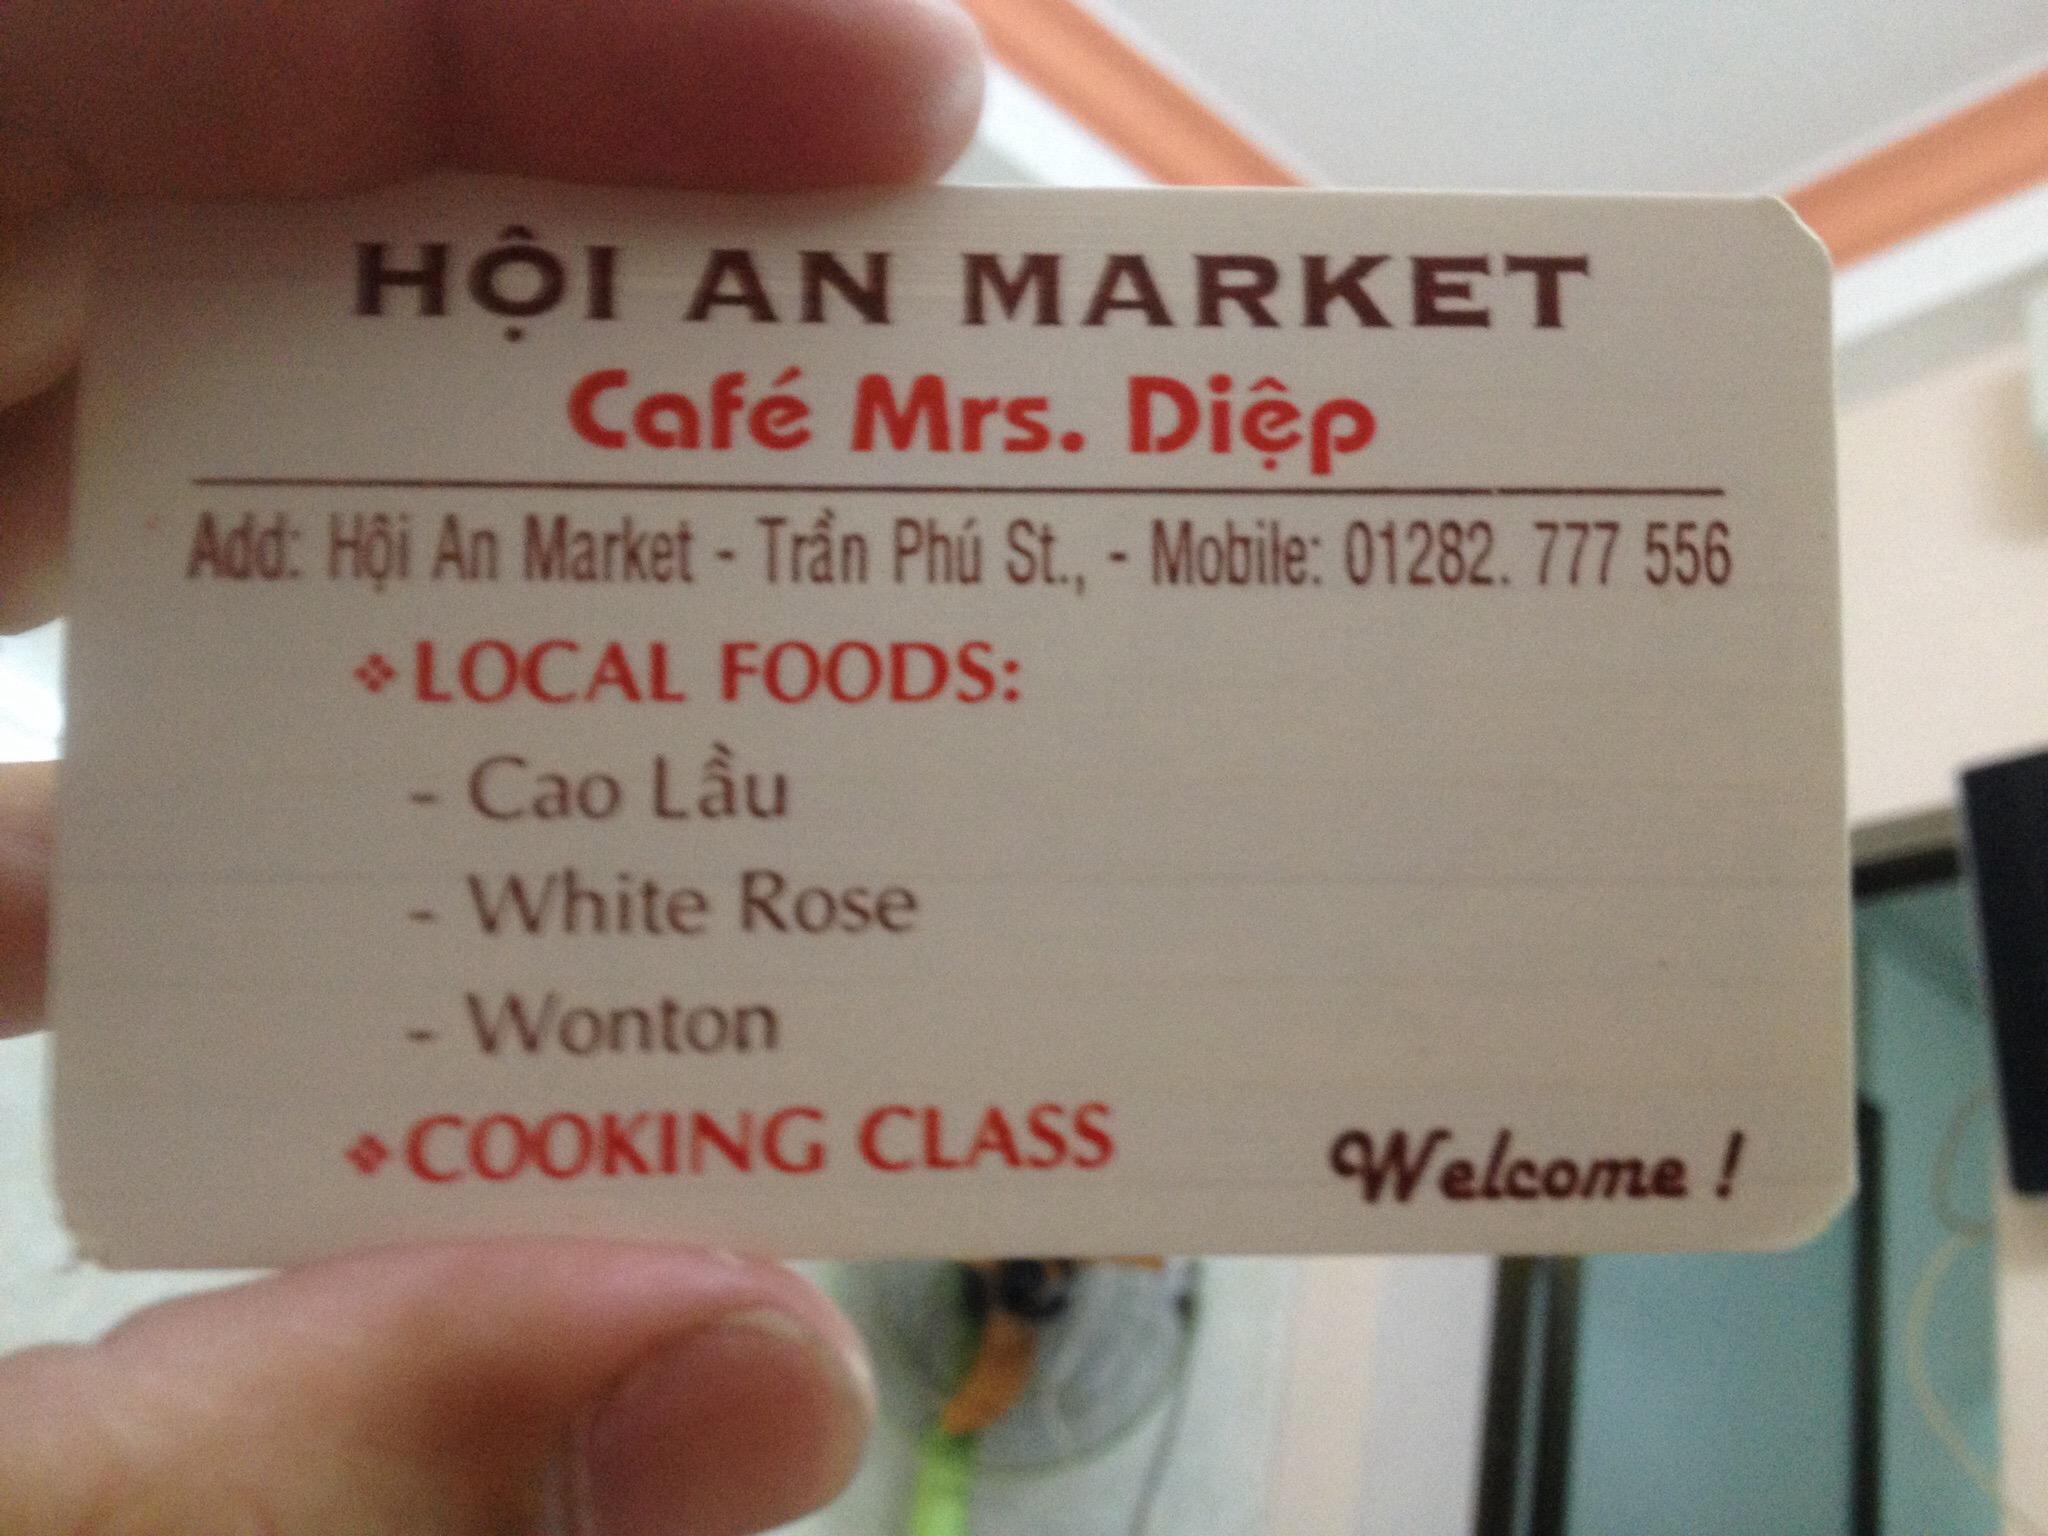 HỘI AN MARKET
Café Mrs. Diệp
Add: Hội An Market - Trần Phú St., - Mobile: 01282. 777 556
❖ LOCAL FOODS:
- Cao Lầu
- White Rose
- Wonton
❖ COOKING CLASS
Welcome !